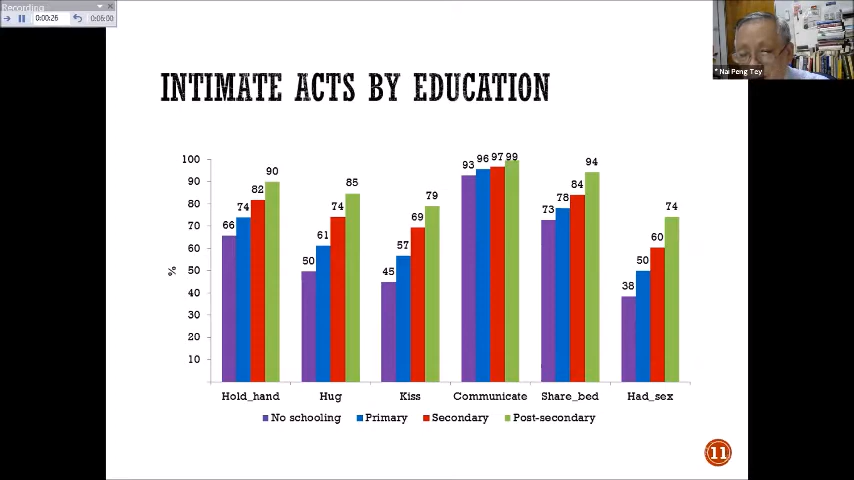 Recording
0:00:26
0:06:00
* Nai Peng Tey
INTIMATE ACTS BY EDUCATION
100
90
80
70
60
50
40
30
20
10
%
66 74 82 90
50 61 74 85
45 57 69 79
93 96 97 99
73 78 84 94
38 50 60 74
Hold_hand Hug Kiss Communicate Share_bed Had_sex
No schooling Primary Secondary Post-secondary
11